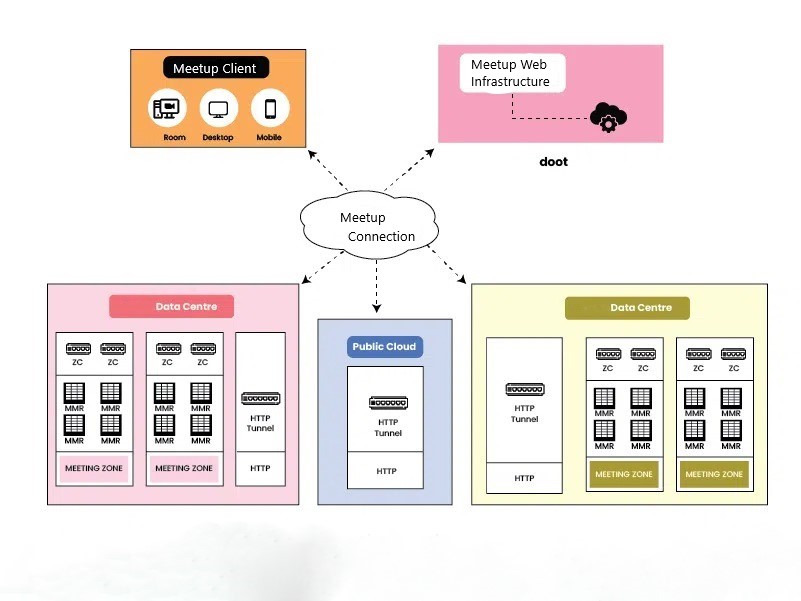 Meetup Client
Room Desktop Mobile
Meetup Web
Infrastructure
doot
Meetup
Connection
Data Centre
ZC ZC
MMR MMR
MMR MMR
MEETING ZONE
ZC ZC
MMR MMR
MMR MMR
MEETING ZONE
HTTP
Tunnel
HTTP
Public Cloud
HTTP
Tunnel
HTTP
Data Centre
HTTP
Tunnel
HTTP
ZC ZC
MMR MMR
MMR MMR
MEETING ZONE
ZC ZC
MMR MMR
MMR MMR
MEETING ZONE